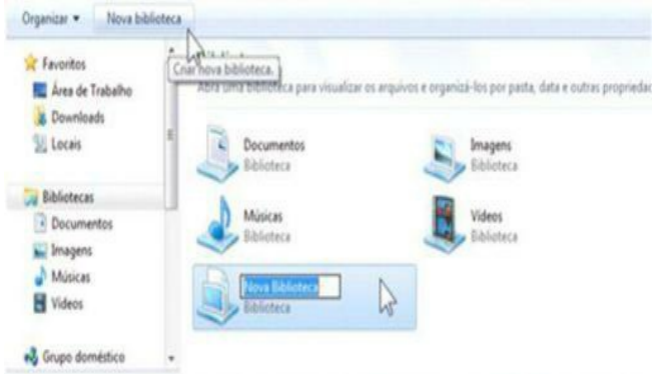 Organizar Nova biblioteca
Criar nova biblioteca.
Abra uma biblioteca para visualizar os arquivos e organizá-los por pasta, data e outras propriedad
Favoritos
Área de Trabalho
Downloads
Locais
Bibliotecas
Documentos
Imagens
Músicas
Vídeos
Grupo doméstico
Documentos
Biblioteca
Imagens
Biblioteca
Músicas
Biblioteca
Vídeos
Biblioteca
Nova Biblioteca
Biblioteca